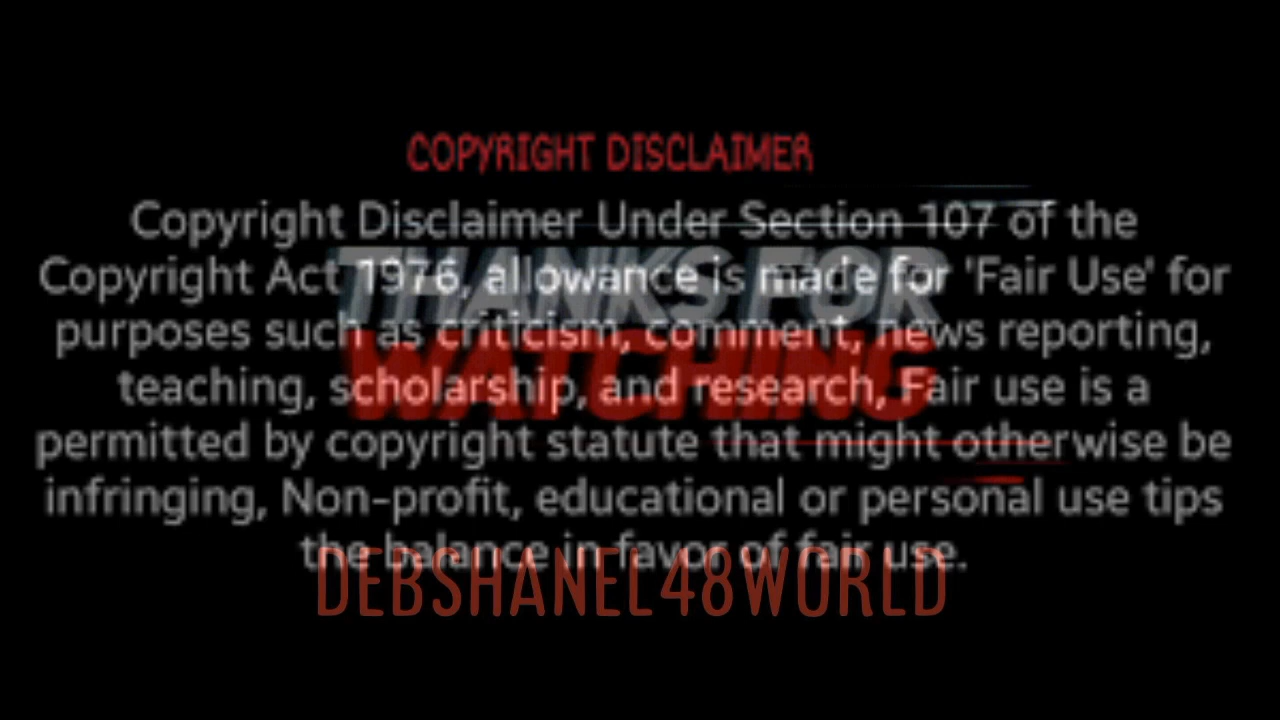 COPYRIGHT DISCLAIMER
Copyright Disclaimer Under Section 107 of the
Copyright Act 1976, allowance is made for 'Fair Use' for
purposes such as criticism, comment, news reporting,
teaching, scholarship, and research, Fair use is a
permitted by copyright statute that might otherwise be
infringing, Non-profit, educational or personal use tips
the balance in favor of fair use.
THANKS FOR
WATCHING
DEBSHANEL48WORLD